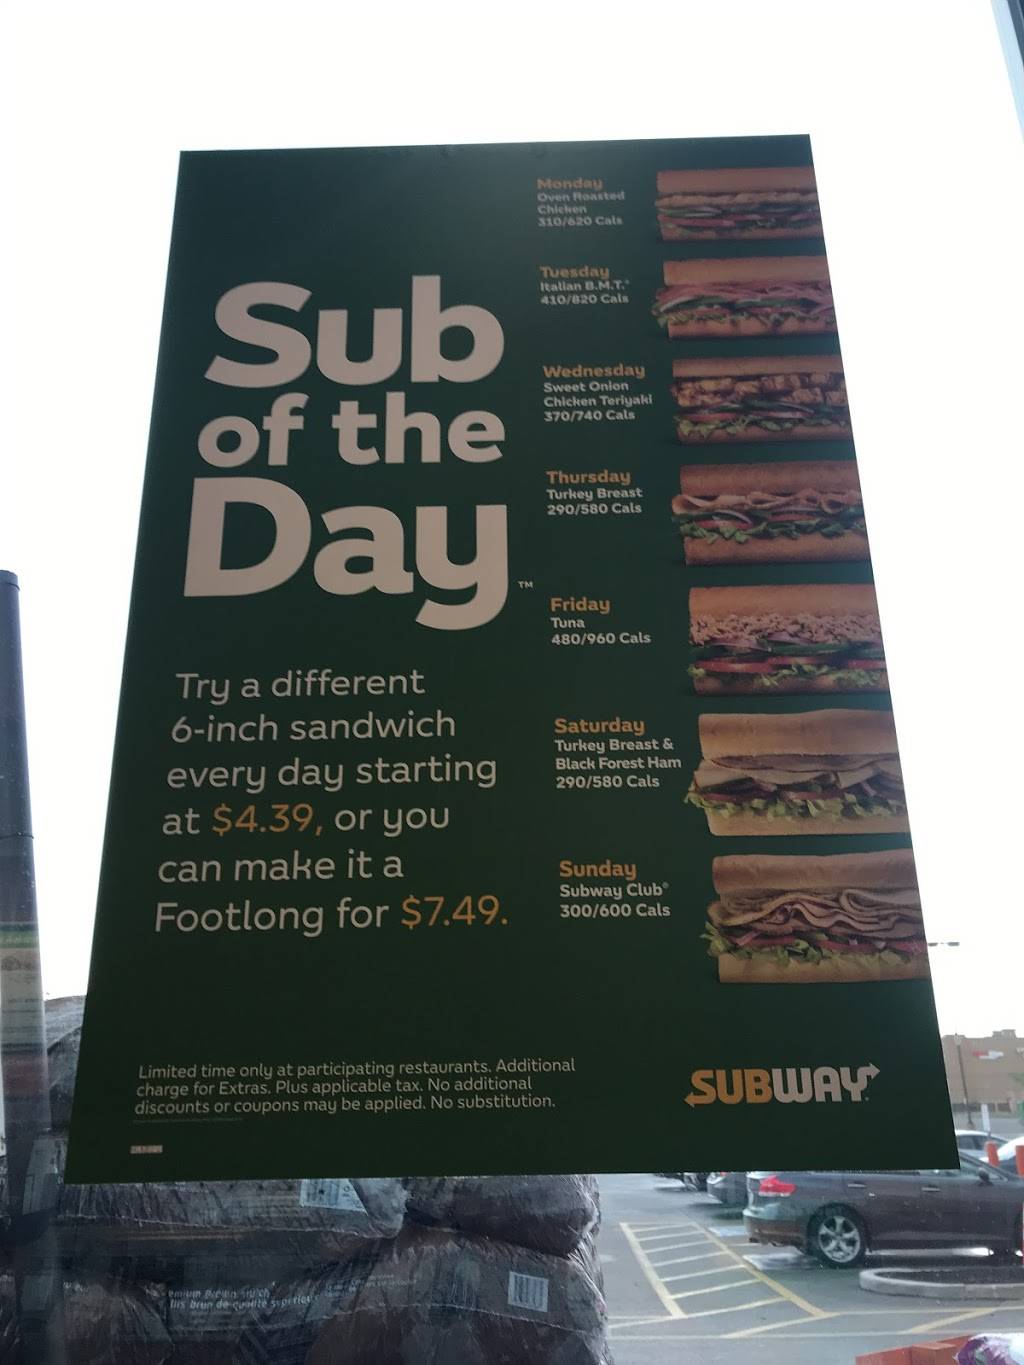 Sub
of the
Day™
Try a different
6-inch sandwich
every day starting
at $4.39, or you
can make it a
Footlong for $7.49.
Monday
Oven Roasted
Chicken
310/620 Cals
Tuesday
Italian B.M.T.®
410/820 Cals
Wednesday
Sweet Onion
Chicken Teriyaki
370/740 Cals
Thursday
Turkey Breast
290/580 Cals
Friday
Tuna
480/960 Cals
Saturday
Turkey Breast &
Black Forest Ham
290/580 Cals
Sunday
Subway Club®
300/600 Cals
Limited time only at participating restaurants. Additional
charge for Extras. Plus applicable tax. No additional
discounts or coupons may be applied. No substitution.
SUBWAY®
brun de qualité